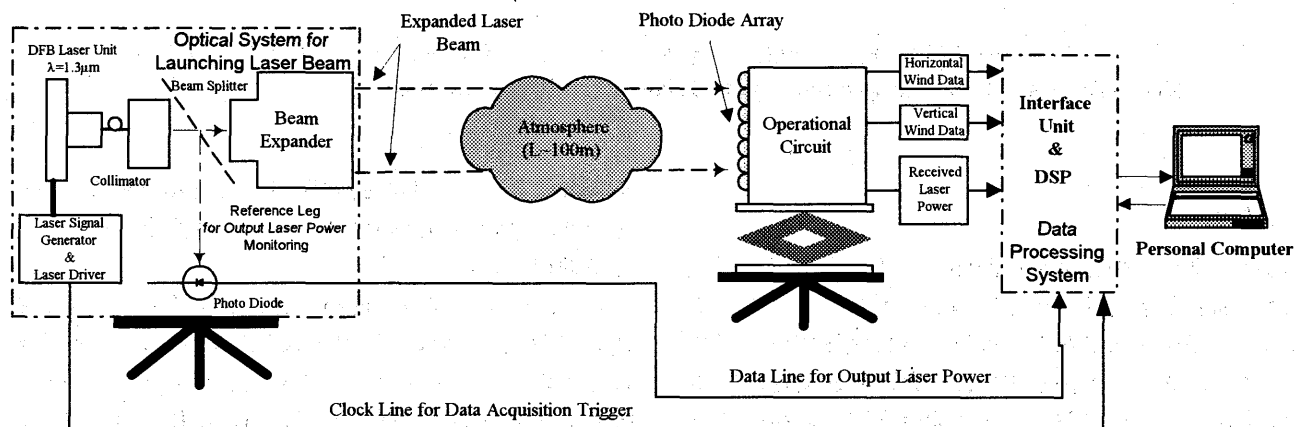 Optical System for
Launching Laser Beam
DFB Laser Unit
λ=1.3μm
Beam Splitter
Beam
Expander
Collimator
Laser Signal
Generator
&
Laser Driver
Reference Leg
for Output Laser Power
Monitoring
Photo Diode
Expanded Laser
Beam
Atmosphere
(L~100m)
Photo Diode Array
Operational
Circuit
Horizontal
Wind Data
Vertical
Wind Data
Received
Laser
Power
Interface
Unit
&
DSP
Data
Processing
System
Personal Computer
Data Line for Output Laser Power
Clock Line for Data Acquisition Trigger